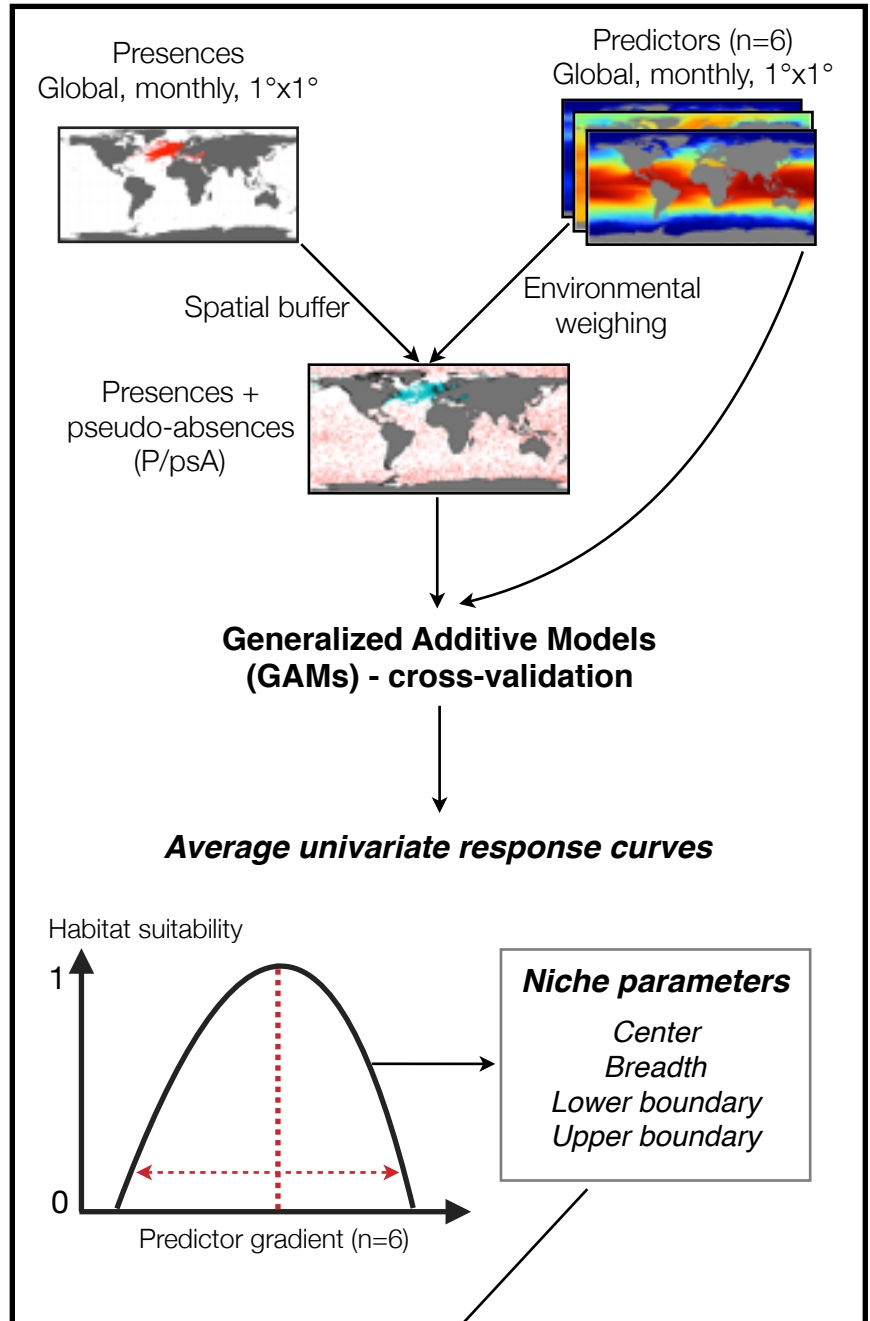 Presences
Global, monthly, 1°x1°
Predictors (n=6)
Global, monthly, 1°x1°
Spatial buffer
Environmental
weighing
Presences +
pseudo-absences
(P/psA)
Generalized Additive Models
(GAMs) - cross-validation
Average univariate response curves
Habitat suitability
1
0
Predictor gradient (n=6)
Niche parameters
Center
Breadth
Lower boundary
Upper boundary